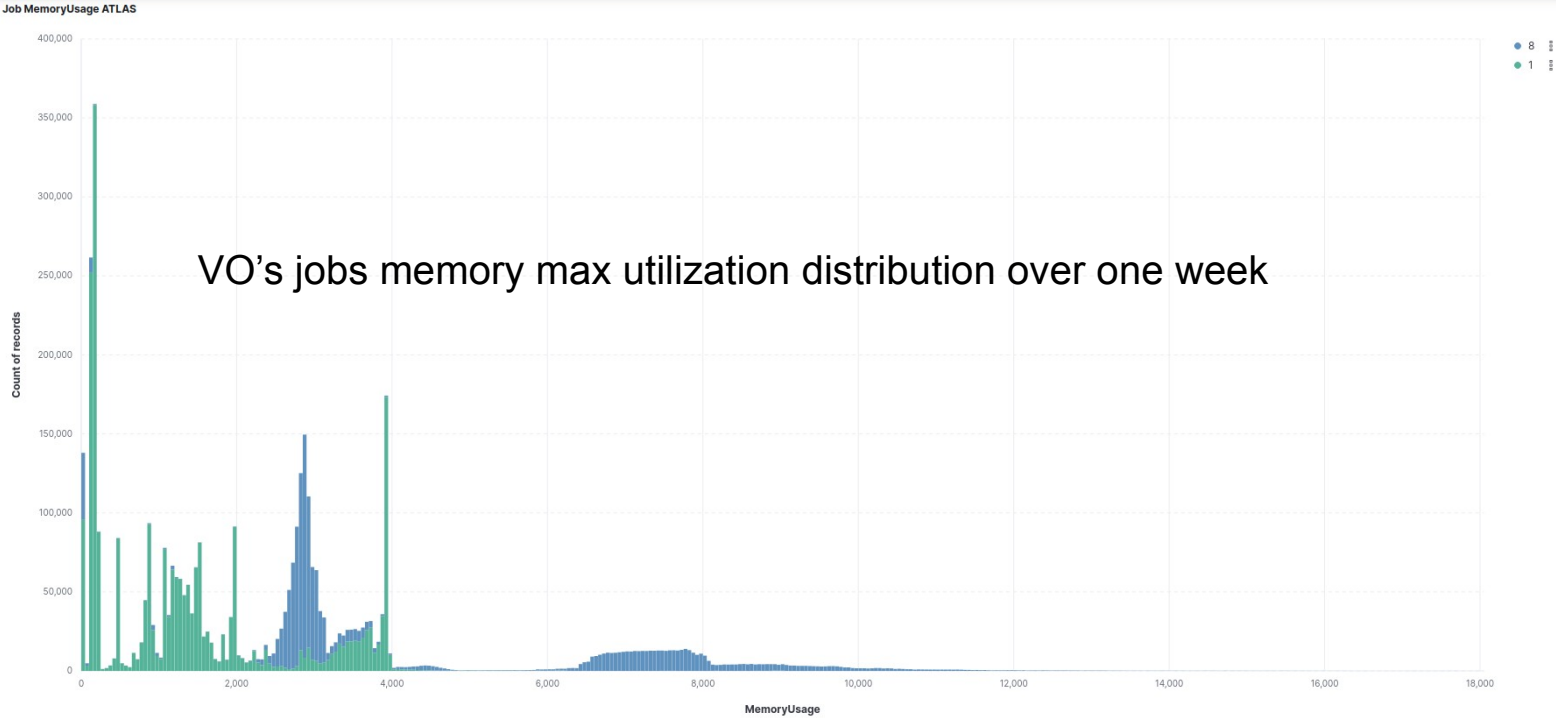 Job MemoryUsage ATLAS
400,000
8
1
350,000
300,000
VO’s jobs memory max utilization distribution over one week
250,000
Count of records
200,000
150,000
100,000
50,000
0
0 2,000 4,000 6,000 8,000 10,000 12,000 14,000 16,000 18,000
MemoryUsage